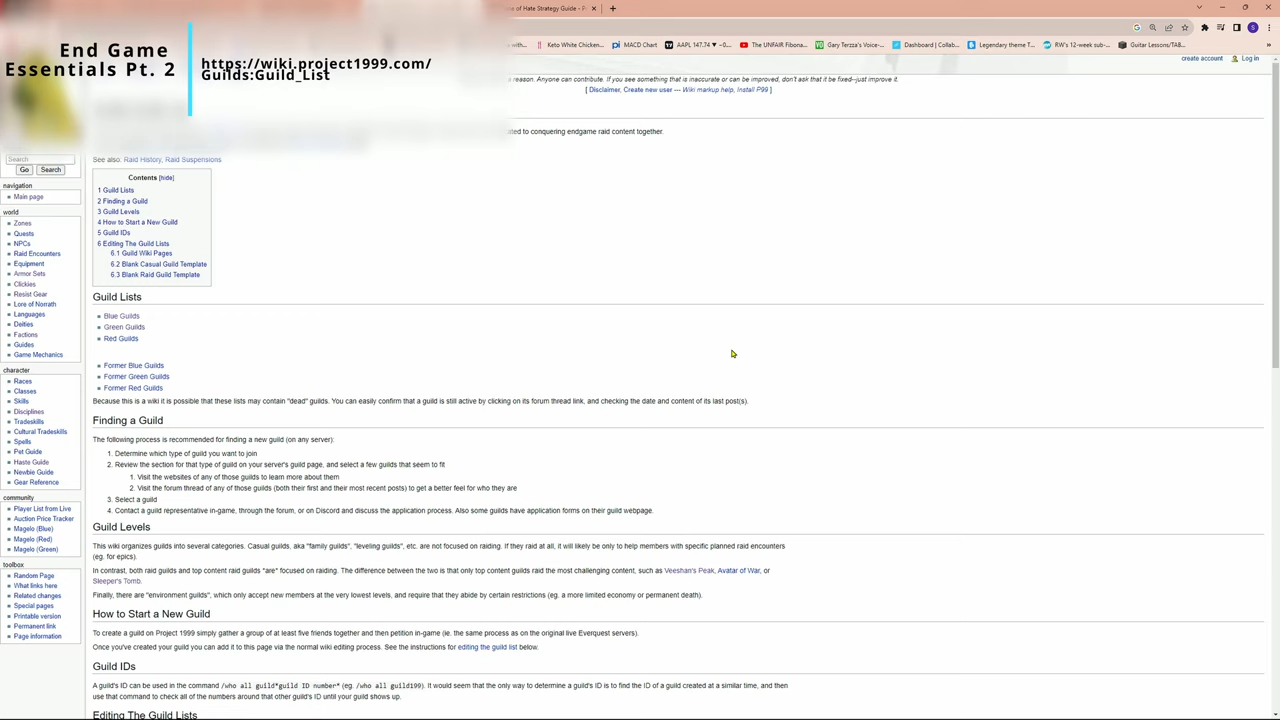 ne of Hate Strategy Guide - P
with...
Keto White Chicken...
MACD Chart
AAPL 147.74 ▼ −0...
The UNFAIR Fibona...
Gary Terzza's Voice-...
Dashboard | Collab...
Legendary theme T...
RW's 12-week sub-...
Guitar Lessons/TAB...
End Game
Essentials Pt. 2
https://wiki.project1999.com/
Guilds:Guild_List
create account
Log in
a reason. Anyone can contribute. If you see something that is inaccurate or can be improved, don't ask that it be fixed--just improve it.
[ Disclaimer, Create new user --- Wiki markup help, Install P99 ]
ated to conquering endgame raid content together.
See also: Raid History, Raid Suspensions
Search
Go
Search
navigation
Main page
world
Zones
Quests
NPCs
Raid Encounters
Equipment
Armor Sets
Clickies
Resist Gear
Lore of Norrath
Languages
Deities
Factions
Guides
Game Mechanics
character
Races
Classes
Skills
Disciplines
Tradeskills
Cultural Tradeskills
Spells
Pet Guide
Haste Guide
Newbie Guide
Gear Reference
community
Player List from Live
Auction Price Tracker
Magelo (Blue)
Magelo (Red)
Magelo (Green)
toolbox
Random Page
What links here
Related changes
Special pages
Printable version
Permanent link
Page information
Contents [hide]
1 Guild Lists
2 Finding a Guild
3 Guild Levels
4 How to Start a New Guild
5 Guild IDs
6 Editing The Guild Lists
6.1 Guild Wiki Pages
6.2 Blank Casual Guild Template
6.3 Blank Raid Guild Template
Guild Lists
Blue Guilds
Green Guilds
Red Guilds
Former Blue Guilds
Former Green Guilds
Former Red Guilds
Because this is a wiki it is possible that these lists may contain "dead" guilds. You can easily confirm that a guild is still active by clicking on its forum thread link, and checking the date and content of its last post(s).
Finding a Guild
The following process is recommended for finding a new guild (on any server):
1. Determine which type of guild you want to join
2. Review the section for that type of guild on your server's guild page, and select a few guilds that seem to fit
1. Visit the websites of any of those guilds to learn more about them
2. Visit the forum thread of any of those guilds (both their first and their most recent posts) to get a better feel for who they are
3. Select a guild
4. Contact a guild representative in-game, through the forum, or on Discord and discuss the application process. Also some guilds have application forms on their guild webpage.
Guild Levels
This wiki organizes guilds into several categories. Casual guilds, aka "family guilds", "leveling guilds", etc. are not focused on raiding. If they raid at all, it will likely be only to help members with specific planned raid encounters
(eg. for epics).
In contrast, both raid guilds and top content raid guilds *are* focused on raiding. The difference between the two is that only top content guilds raid the most challenging content, such as Veeshan's Peak, Avatar of War, or
Sleeper's Tomb.
Finally, there are "environment guilds", which only accept new members at the very lowest levels, and require that they abide by certain restrictions (eg. a more limited economy or permanent death).
How to Start a New Guild
To create a guild on Project 1999 simply gather a group of at least five friends together and then petition in-game (ie. the same process as on the original live Everquest servers).
Once you've created your guild you can add it to this page via the normal wiki editing process. See the instructions for editing the guild list below.
Guild IDs
A guild's ID can be used in the command /who all guild*guild ID number* (eg. /who all guild99). It would seem that the only way to determine a guild's ID is to find the ID of a guild created at a similar time, and then
use that command to check all of the numbers around that other guild's ID until your guild shows up.
Editing The Guild Lists